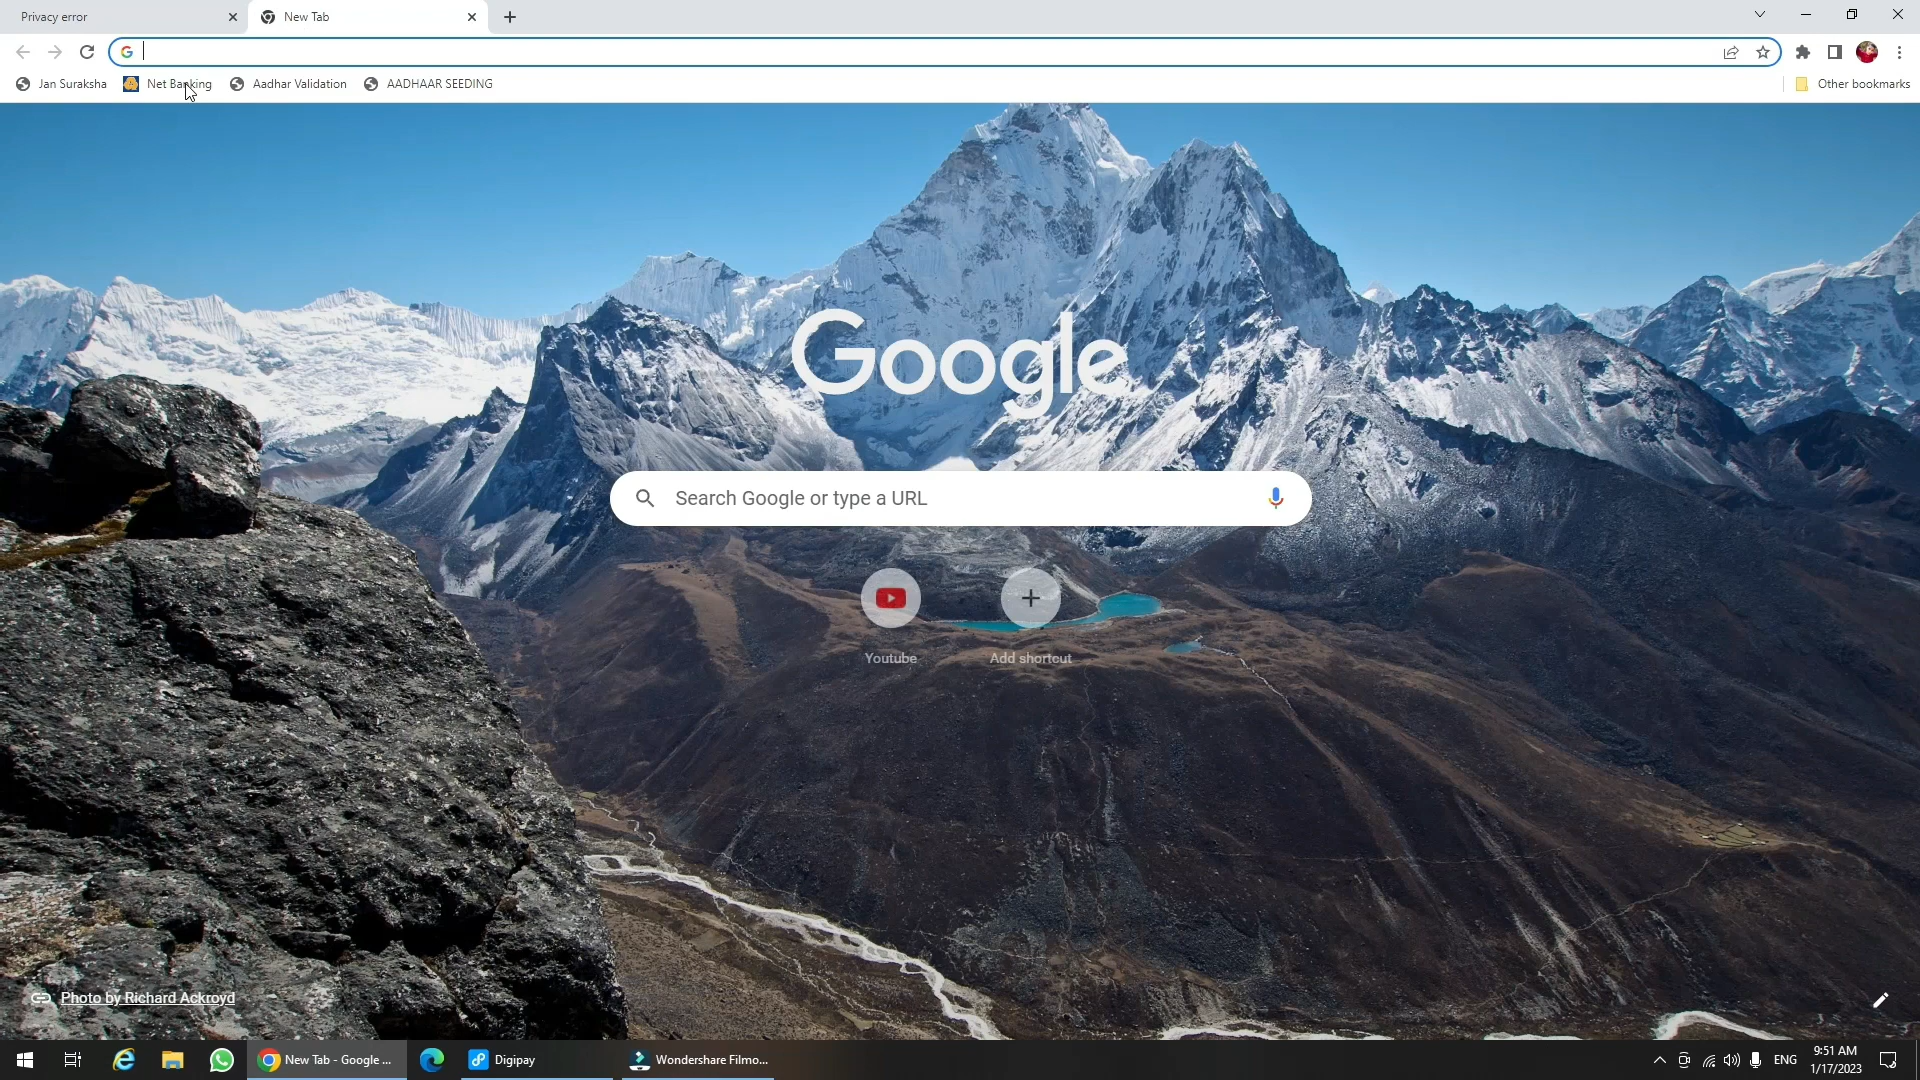 Privacy error
New Tab
Jan Suraksha
Net Banking
Aadhar Validation
AADHAAR SEEDING
Other bookmarks
Google
Search Google or type a URL
Youtube
Add shortcut
Photo by Richard Ackroyd
New Tab - Google ...
Digipay
Wondershare Filmo...
ENG
9:51 AM
1/17/2023